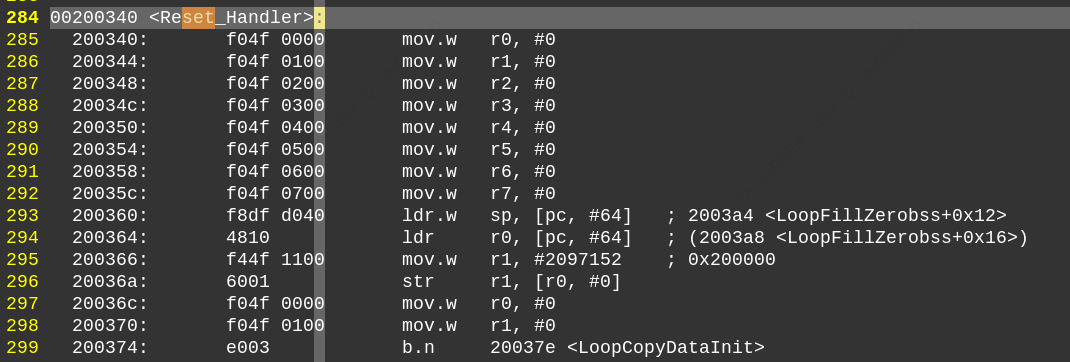 284 00200340 <Reset_Handler>:
285   200340:       f04f 0000       mov.w   r0, #0
286   200344:       f04f 0100       mov.w   r1, #0
287   200348:       f04f 0200       mov.w   r2, #0
288   20034c:       f04f 0300       mov.w   r3, #0
289   200350:       f04f 0400       mov.w   r4, #0
290   200354:       f04f 0500       mov.w   r5, #0
291   200358:       f04f 0600       mov.w   r6, #0
292   20035c:       f04f 0700       mov.w   r7, #0
293   200360:       f8df d040       ldr.w   sp, [pc, #64]   ; 2003a4 <LoopFillZerobss+0x12>
294   200364:       4810            ldr     r0, [pc, #64]   ; (2003a8 <LoopFillZerobss+0x16>)
295   200366:       f44f 1100       mov.w   r1, #2097152    ; 0x200000
296   20036a:       6001            str     r1, [r0, #0]
297   20036c:       f04f 0000       mov.w   r0, #0
298   200370:       f04f 0100       mov.w   r1, #0
299   200374:       e003            b.n     20037e <LoopCopyDataInit>